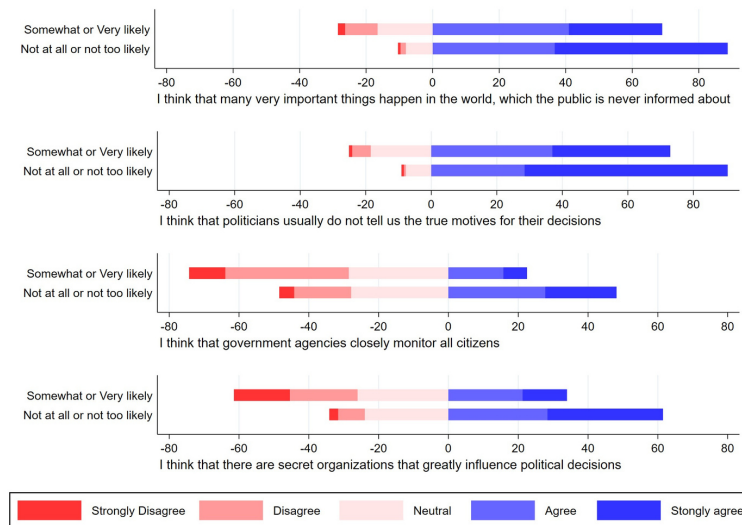 Somewhat or Very likely
Not at all or not too likely
-80 -60 -40 -20 0 20 40 60 80
I think that many very important things happen in the world, which the public is never informed about
Somewhat or Very likely
Not at all or not too likely
-80 -60 -40 -20 0 20 40 60 80
I think that politicians usually do not tell us the true motives for their decisions
Somewhat or Very likely
Not at all or not too likely
-80 -60 -40 -20 0 20 40 60 80
I think that government agencies closely monitor all citizens
Somewhat or Very likely
Not at all or not too likely
-80 -60 -40 -20 0 20 40 60 80
I think that there are secret organizations that greatly influence political decisions
Strongly Disagree Disagree Neutral Agree Stongly agree